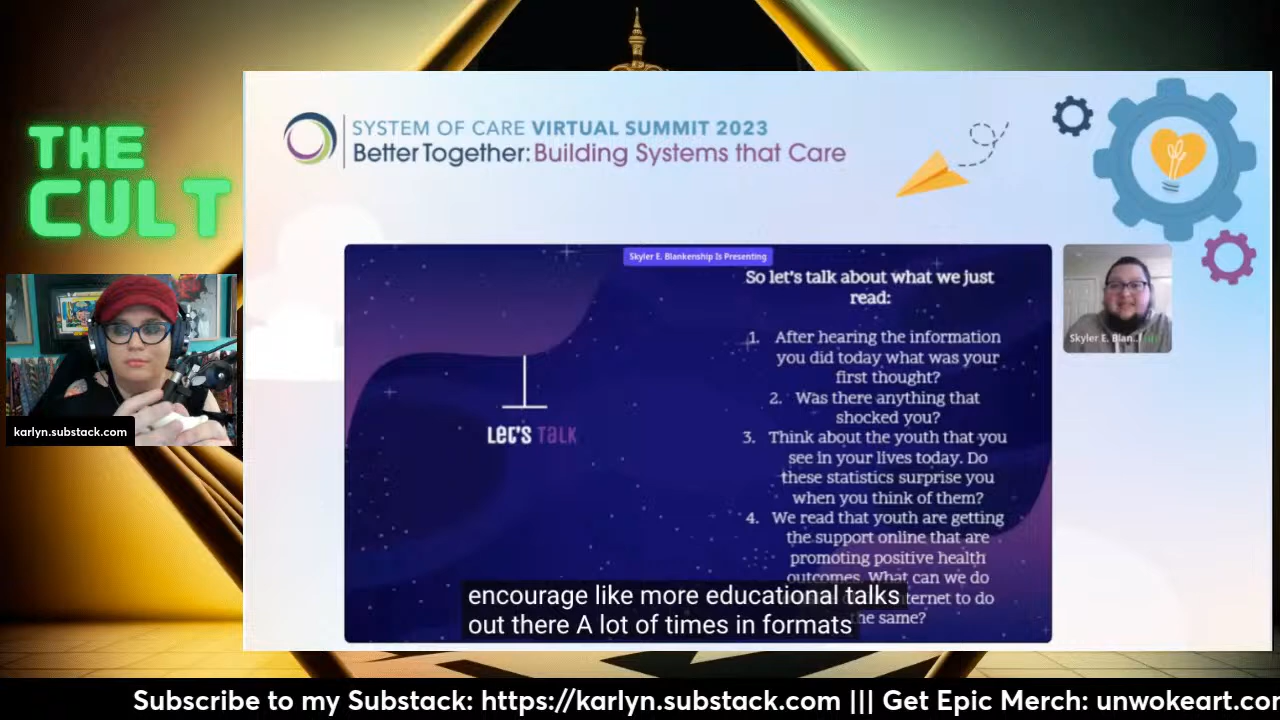 THE
CULT
karlyn.substack.com
SYSTEM OF CARE VIRTUAL SUMMIT 2023
Better Together: Building Systems that Care
Skyler E. Blankenship Is Presenting
Skyler E. Blan...
LET'S TALK
So let's talk about what we just
read:
1. After hearing the information
you did today what was your
first thought?
2. Was there anything that
shocked you?
3. Think about the youth that you
see in your lives today. Do
these statistics surprise you
when you think of them?
4. We read that youth are getting
the support online that are
promoting positive health
outcomes. What can we do
ternet to do
he same?
encourage like more educational talks
out there A lot of times in formats
Subscribe to my Substack: https://karlyn.substack.com ||| Get Epic Merch: unwokeart.co